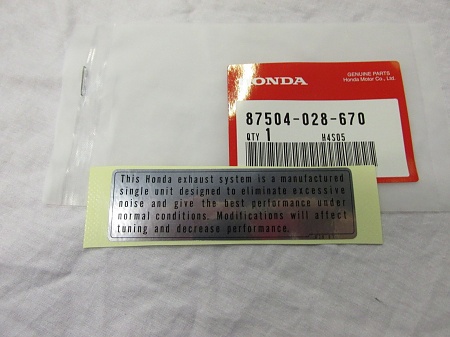 HONDA
GENUINE PARTS
Honda Motor Co., Ltd.
87504-028-670
QTY 1 H4S05
This Honda exhaust system is a manufactured
single unit designed to eliminate excessive
noise and give the best performance under
normal conditions. Modifications will affect
tuning and decrease performance.